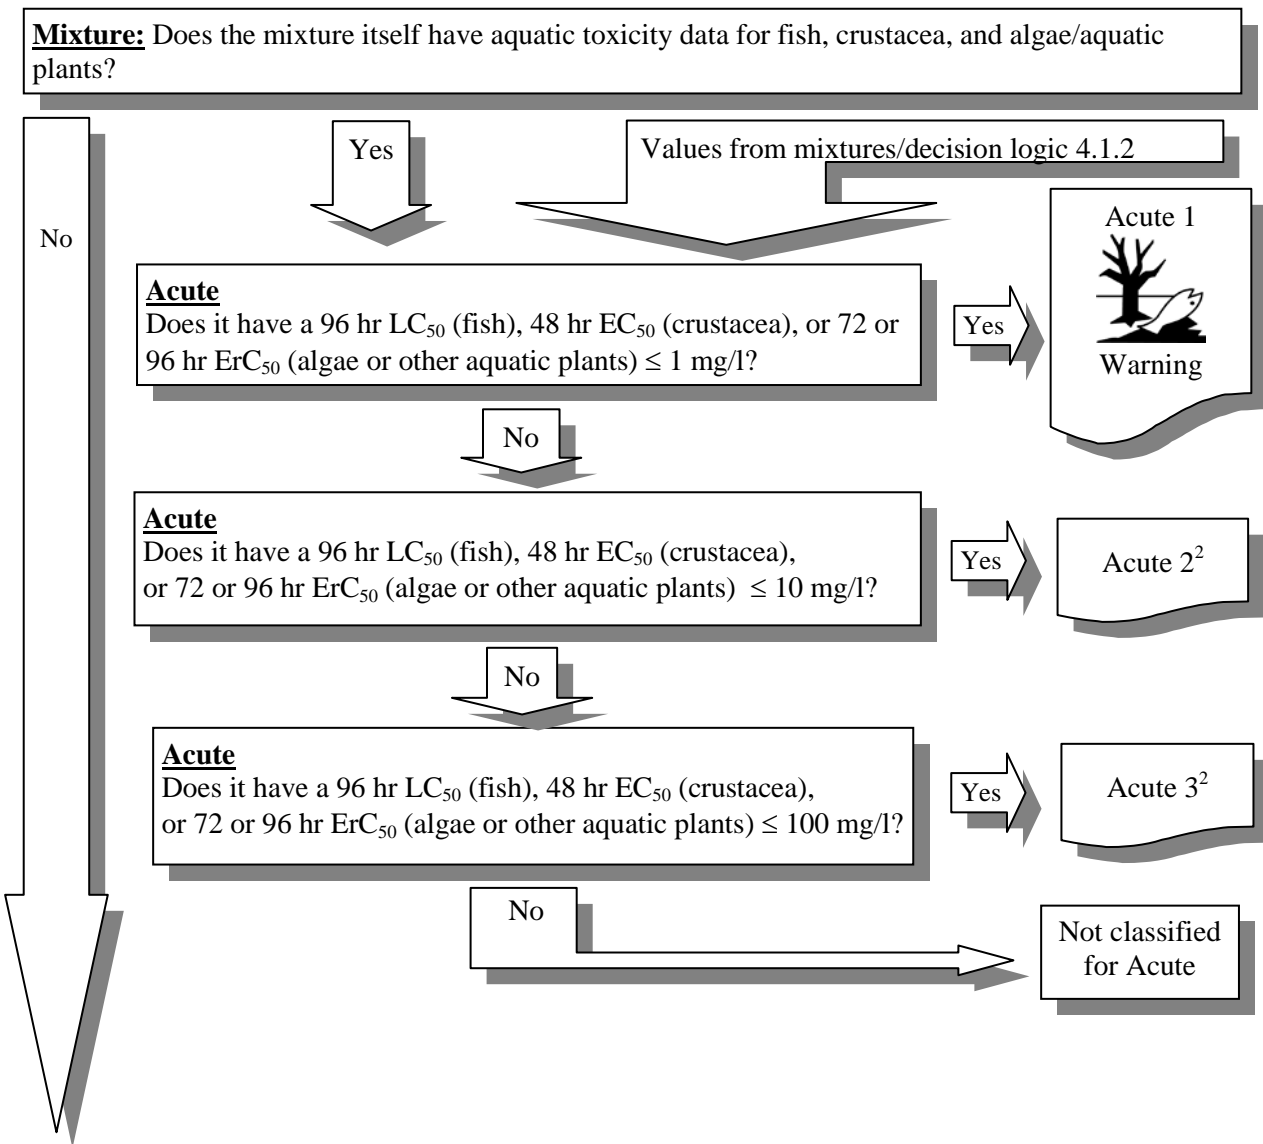 Mixture: Does the mixture itself have aquatic toxicity data for fish, crustacea, and algae/aquatic
plants?
Yes
Values from mixtures/decision logic 4.1.2
No
Acute 1
Warning
Acute
Does it have a 96 hr LC50 (fish), 48 hr EC50 (crustacea), or 72 or
96 hr ErC50 (algae or other aquatic plants) ≤ 1 mg/l?
Yes
No
Acute
Does it have a 96 hr LC50 (fish), 48 hr EC50 (crustacea),
or 72 or 96 hr ErC50 (algae or other aquatic plants) ≤ 10 mg/l?
Yes
Acute 2²
No
Acute
Does it have a 96 hr LC50 (fish), 48 hr EC50 (crustacea),
or 72 or 96 hr ErC50 (algae or other aquatic plants) ≤ 100 mg/l?
Yes
Acute 3²
No
Not classified
for Acute